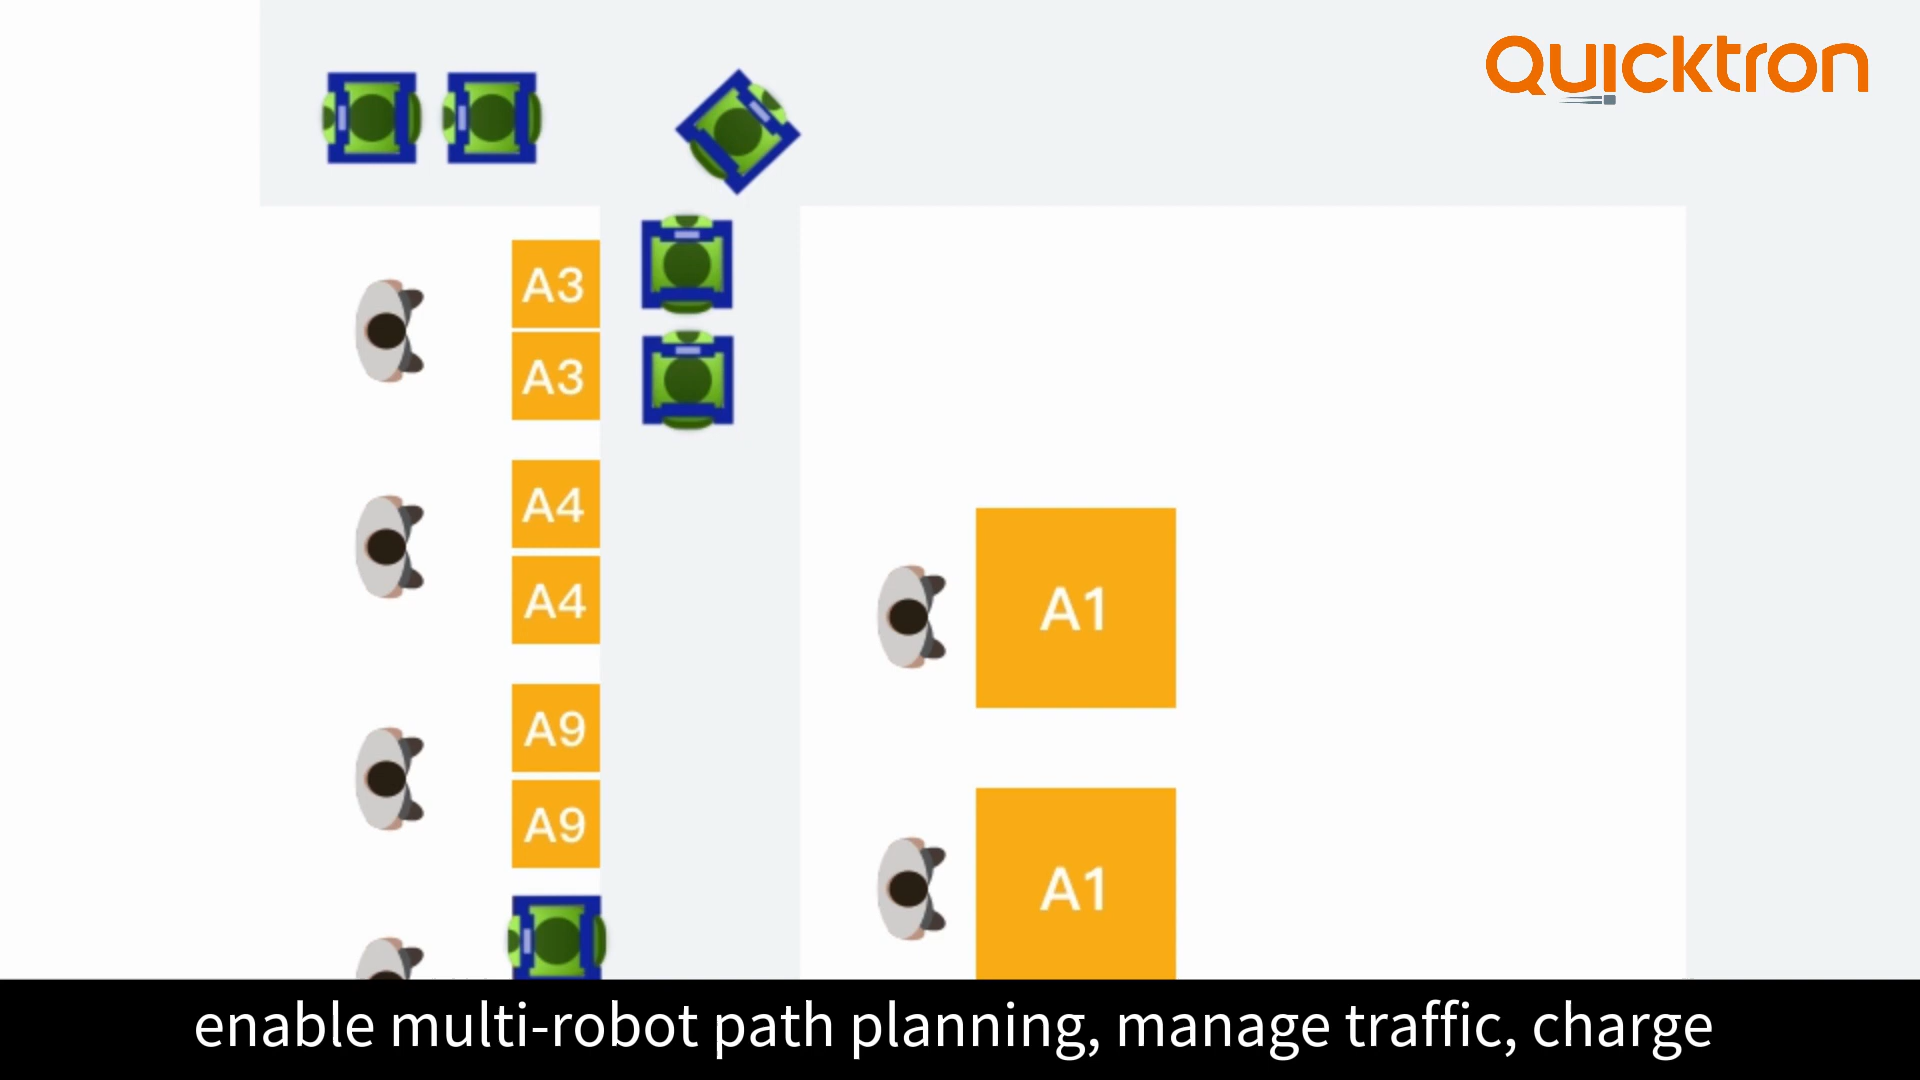 Quicktron
A3
A3
A4
A4
A9
A9
A1
A1
enable multi-robot path planning, manage traffic, charge